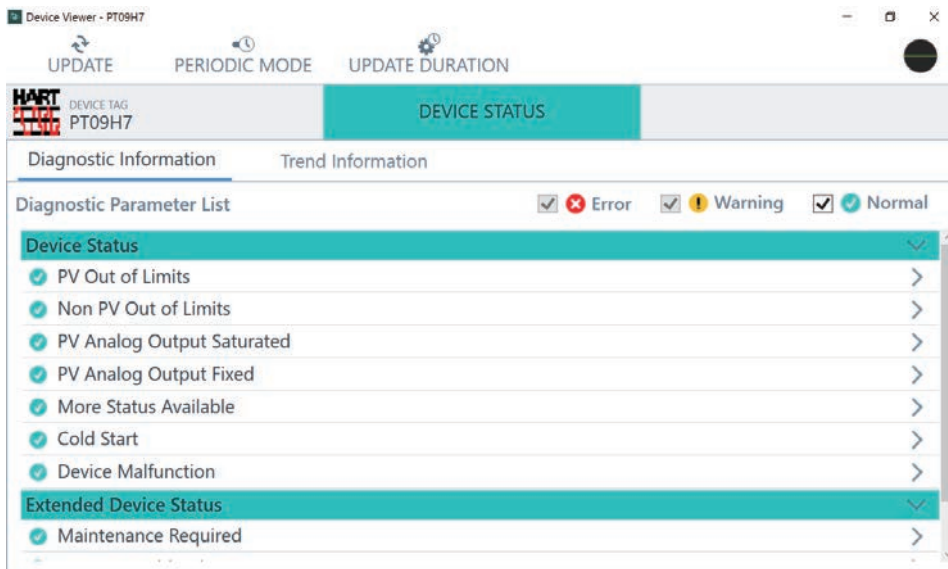 Device Viewer - PT09H7
UPDATE PERIODIC MODE UPDATE DURATION
HART DEVICE TAG
PT09H7
DEVICE STATUS
Diagnostic Information Trend Information
Diagnostic Parameter List Error Warning Normal
Device Status
PV Out of Limits
Non PV Out of Limits
PV Analog Output Saturated
PV Analog Output Fixed
More Status Available
Cold Start
Device Malfunction
Extended Device Status
Maintenance Required